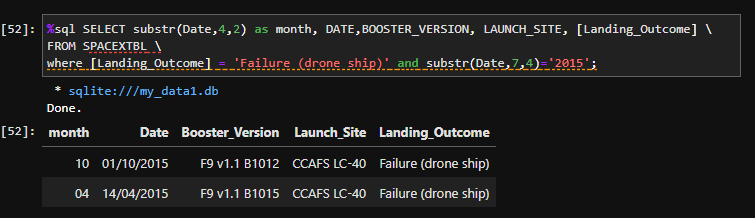 [52]: %sql SELECT substr(Date,4,2) as month, DATE,BOOSTER_VERSION, LAUNCH_SITE, [Landing_Outcome] \
FROM SPACEXTBL \
where [Landing_Outcome] = 'Failure (drone ship)' and substr(Date,7,4)='2015';
* sqlite:///my_data1.db
Done.
[52]: month Date Booster_Version Launch_Site Landing_Outcome
10 01/10/2015 F9 v1.1 B1012 CCAFS LC-40 Failure (drone ship)
04 14/04/2015 F9 v1.1 B1015 CCAFS LC-40 Failure (drone ship)